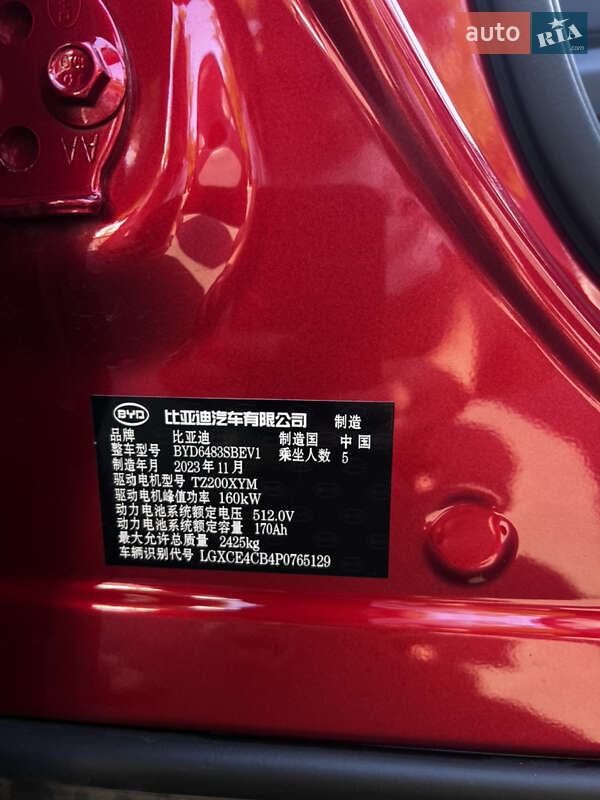 auto RIA.com
AA
BYD 比亚迪汽车有限公司 制造
品牌 比亚迪 制造国 中国
整车型号 BYD6483SBEV1 乘坐人数 5
制造年月 2023年11月
驱动电机型号 TZ200XYM
驱动电机峰值功率 160kW
动力电池系统额定电压 512.0V
动力电池系统额定容量 170Ah
最大允许总质量 2425kg
车辆识别代号 LGXCE4CB4P0765129